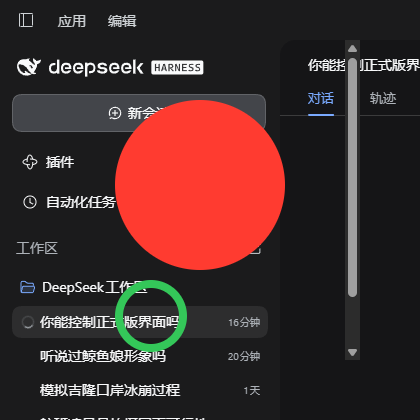 应用 编辑
deepseek HARNESS
新会
插件
自动化任务
工作区
DeepSeek工作区
你能控制正式版界面吗 16分钟
听说过鲸鱼娘形象吗 20分钟
模拟吉隆口岸冰崩过程 1天
你能控制正式版界
对话 轨迹